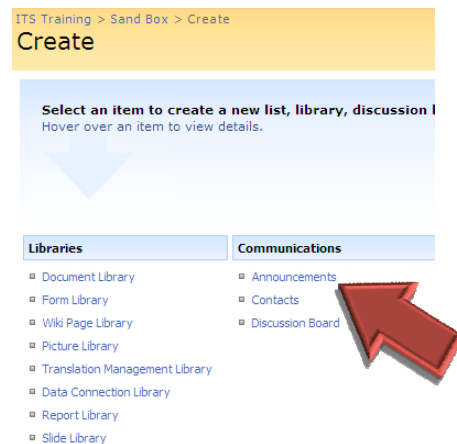 ITS Training > Sand Box > Create
Create
Select an item to create a new list, library, discussion
Hover over an item to view details.
Libraries
Document Library
Form Library
Wiki Page Library
Picture Library
Translation Management Library
Data Connection Library
Report Library
Slide Library
Communications
Announcements
Contacts
Discussion Board